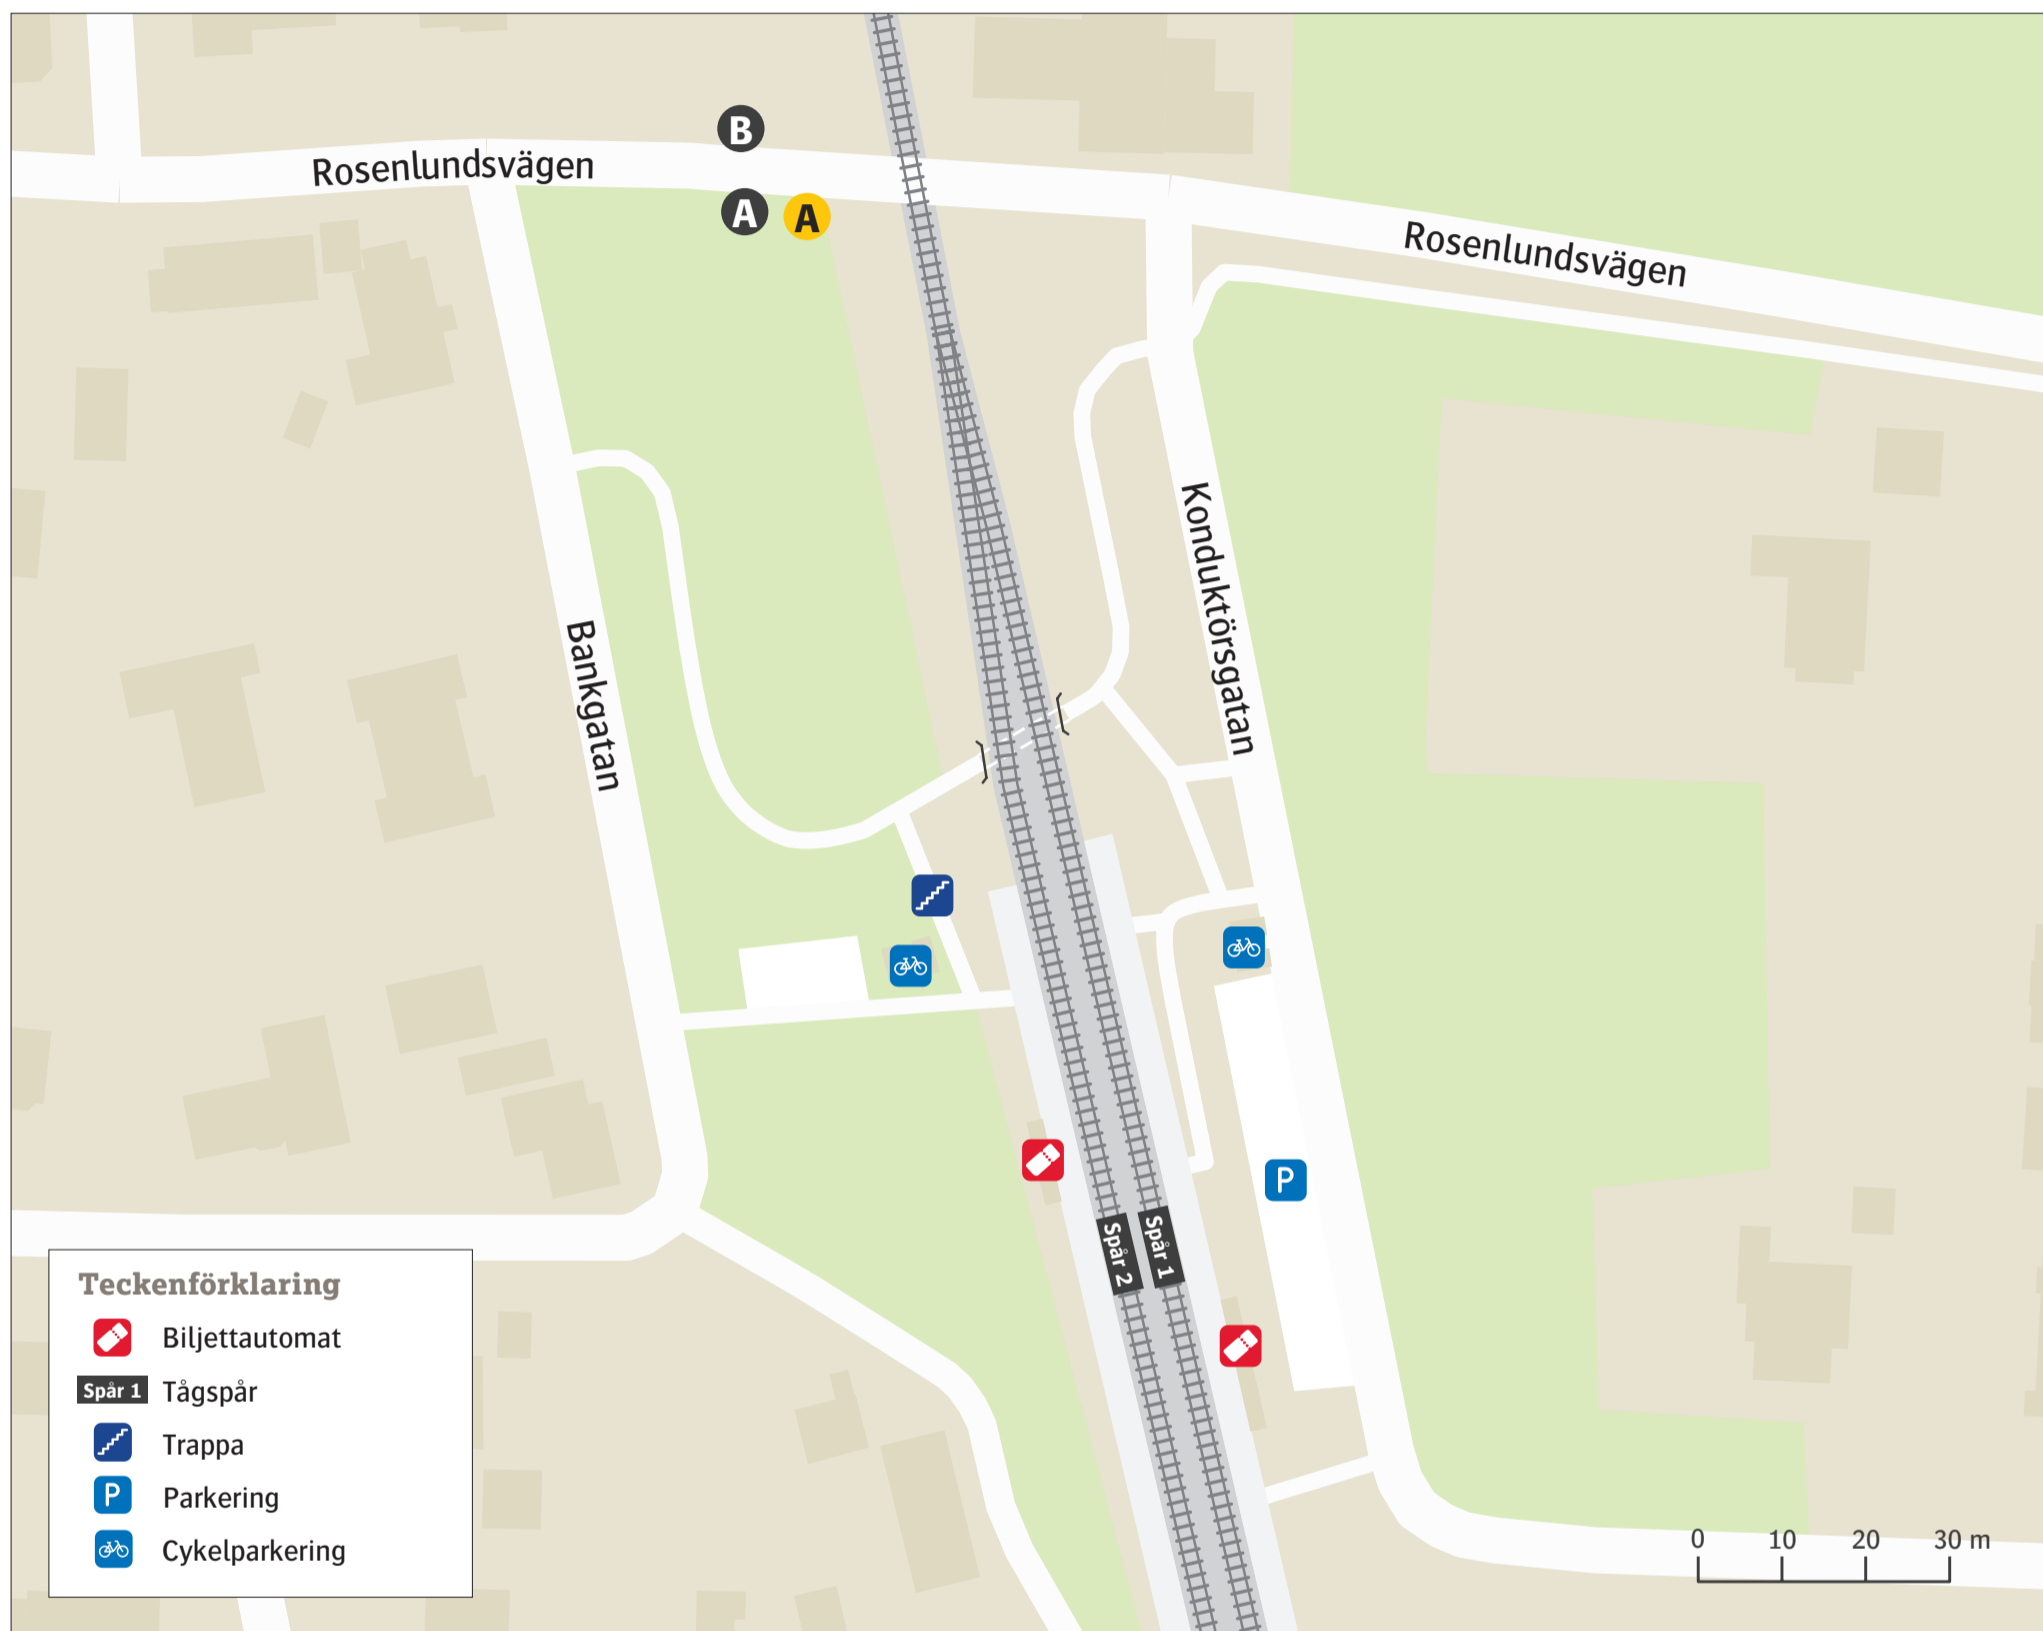 B
Rosenlundsvägen
A
A
Rosenlundsvägen
Konduktörsgatan
Bankgatan
P
Spår 2
Spår 1
Teckenförklaring
Biljettautomat
Spår 1 Tågspår
Trappa
P Parkering
Cykelparkering
0 10 20 30 m